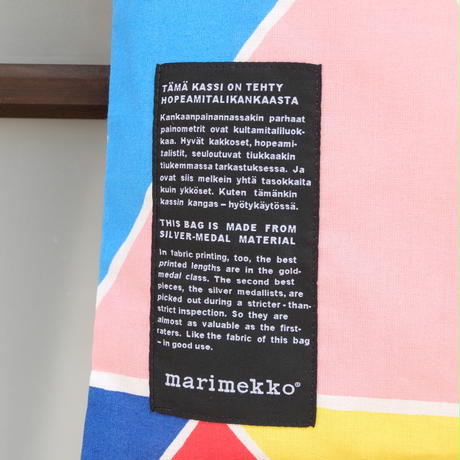 TÄMÄ KASSI ON TEHTY
HOPEAMITALIKANKAASTA
Kankaanpainannassakin parhaat
painometrit ovat kultamitaliluok-
kaa. Hyvät kakkoset, hopeami-
talistit, seuloutuvat tiukkaakin
tiukemmassa tarkastuksessa. Ja
ovat siis melkein yhtä tasokkaita
kuin ykköset. Kuten tämänkin
kassin kangas – hyötykäytössä.
THIS BAG IS MADE FROM
SILVER-MEDAL MATERIAL
In fabric printing, too, the best
printed lengths are in the gold-
medal class. The second best
pieces, the silver medallists, are
picked out during a stricter - than-
strict inspection. So they are
almost as valuable as the first-
raters. Like the fabric of this bag
– in good use.
marimekko®